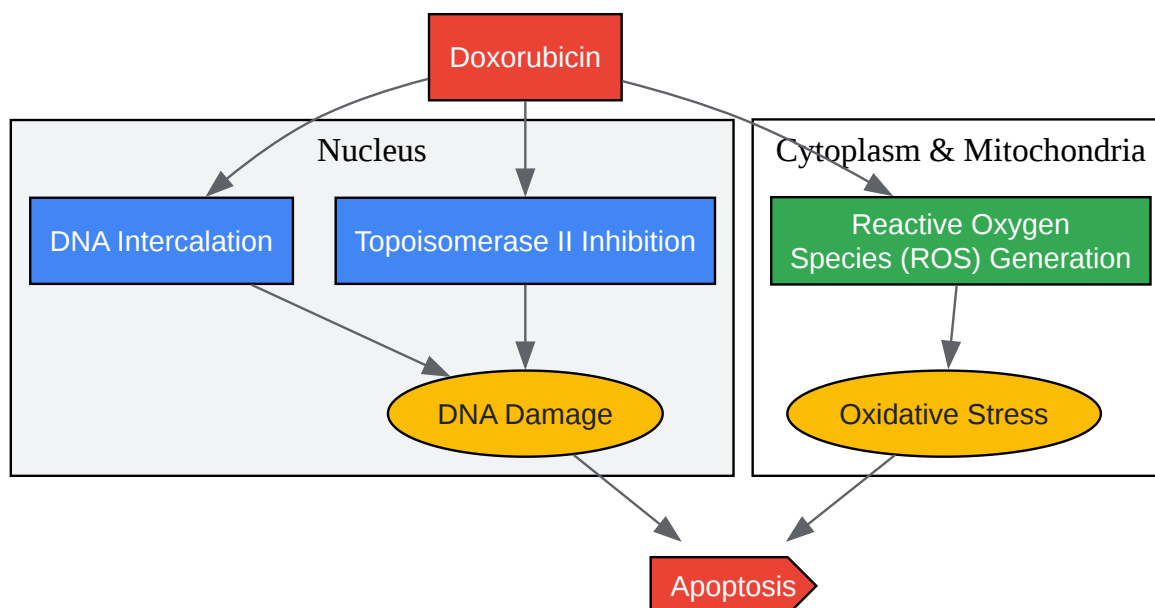 Doxorubicin
Nucleus
Cytoplasm & Mitochondria
DNA Intercalation
Topoisomerase II Inhibition
Reactive Oxygen
Species (ROS) Generation
DNA Damage
Oxidative Stress
Apoptosis